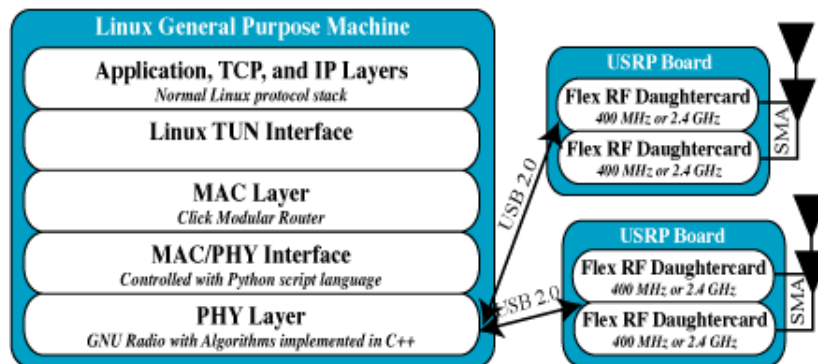 Linux General Purpose Machine
Application, TCP, and IP Layers
Normal Linux protocol stack
Linux TUN Interface
MAC Layer
Click Modular Router
MAC/PHY Interface
Controlled with Python script language
PHY Layer
GNU Radio with Algorithms implemented in C++
USB 2.0
USB 2.0
USRP Board
Flex RF Daughtercard
400 MHz or 2.4 GHz
Flex RF Daughtercard
400 MHz or 2.4 GHz
SMA
USRP Board
Flex RF Daughtercard
400 MHz or 2.4 GHz
Flex RF Daughtercard
400 MHz or 2.4 GHz
SMA